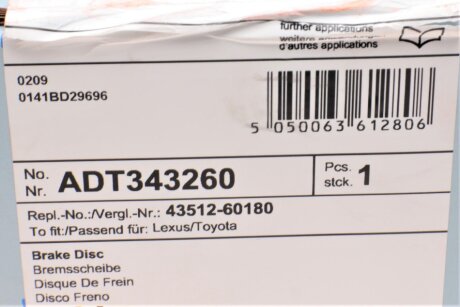 further applications
weitere anwendungen
d'autres applications
0209
0141BD29696
5 050063 612806
No.
Nr. ADT343260
Pcs.
stck. 1
Repl.-No.:/Vergl.-Nr.: 43512-60180
To fit:/Passend für: Lexus/Toyota
Brake Disc
Bremsscheibe
Disque De Frein
Disco Freno